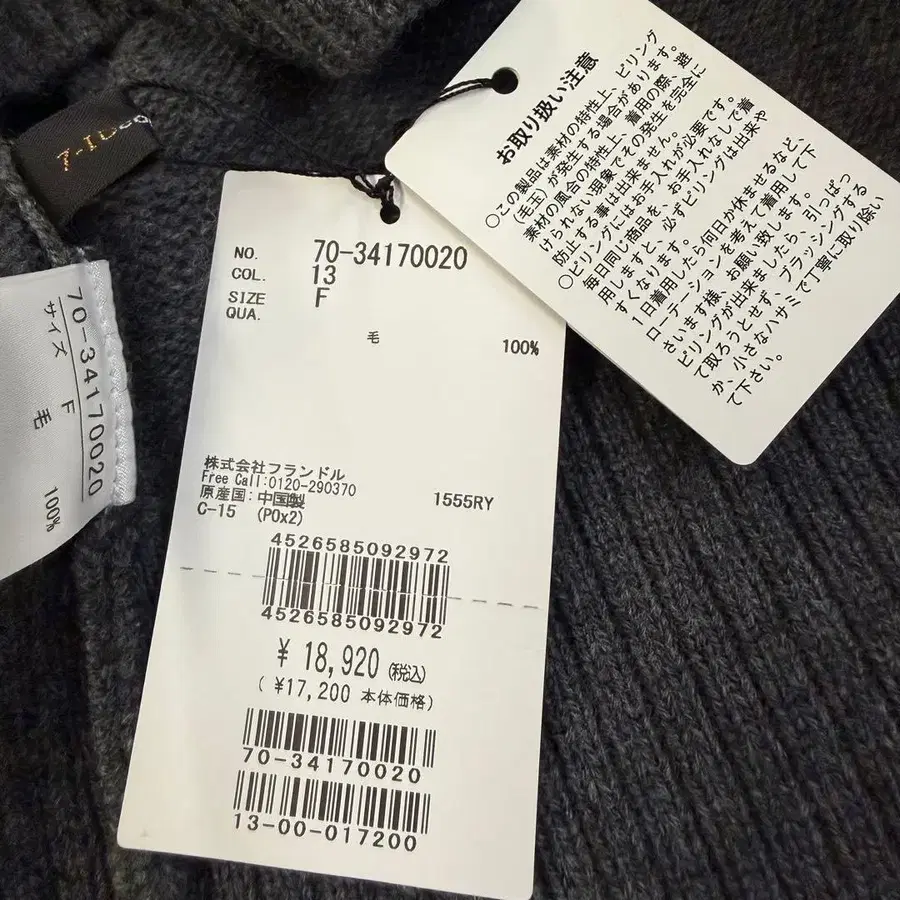 7-ID
70-34170020
サイズ F
毛 100%
NO. 70-34170020
COL. 13
SIZE F
QUA.
毛 100%
株式会社フランドル
Free Call:0120-290370
原産国:中国製 1555RY
C-15 (POx2)
4526585092972
4526585092972
¥ 18,920 (税込)
( ¥17,200 本体価格)
70-34170020
13-00-017200
お取り扱い注意
○この製品は素材の特性上、ピリング
(毛玉)が発生する場合があります。
素材の風合の特性上、着用の際、避
けられない現象でその発生を完全に
防止する事は出来ません。
○ピリングにはお手入れが必要です。
毎日同じ商品を、お手入れなしで着
用しますと、必ずピリングは出来や
すくなります。
1日着用したら何日か休ませるなど、
ローテーションを考えて着用して下
さいます様、お願い致します。
ピリングが出来ましたら、引っぱっ
て取ろうとせず、ブラッシングする
か、小さなハサミで丁寧に取り除い
て下さい。